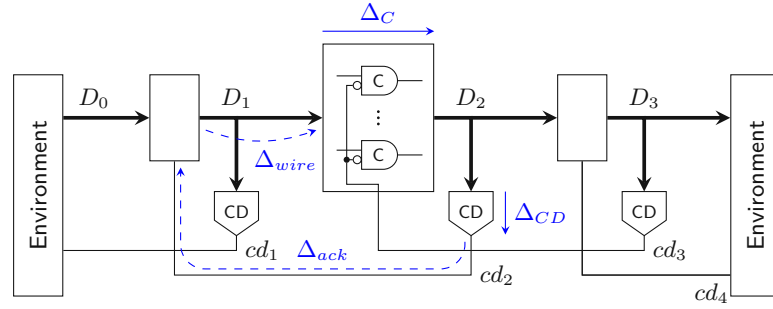 Δ_C
D_0
D_1
D_2
D_3
C
⋮
C
Δ_wire
Environment
Environment
CD
CD
CD
Δ_CD
cd_1
Δ_ack
cd_2
cd_3
cd_4